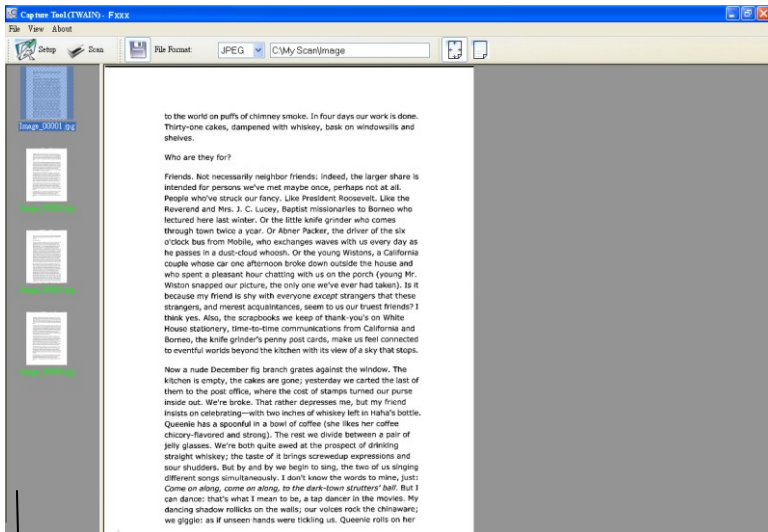 Capture Tool(TWAIN) - Fxxx
File View About
Setup Scan File Format: JPEG C:\My Scan\Image
Image_00001.jpg
to the world on puffs of chimney smoke. In four days our work is done.
Thirty-one cakes, dampened with whiskey, bask on windowsills and
shelves.
Who are they for?
Friends. Not necessarily neighbor friends: indeed, the larger share is
intended for persons we've met maybe once, perhaps not at all.
People who've struck our fancy. Like President Roosevelt. Like the
Reverend and Mrs. J. C. Lucey, Baptist missionaries to Borneo who
lectured here last winter. Or the little knife grinder who comes
through town twice a year. Or Abner Packer, the driver of the six
o'clock bus from Mobile, who exchanges waves with us every day as
he passes in a dust-cloud whoosh. Or the young Wistons, a California
couple whose car one afternoon broke down outside the house and
who spent a pleasant hour chatting with us on the porch (young Mr.
Wiston snapped our picture, the only one we've ever had taken). Is it
because my friend is shy with everyone except strangers that these
strangers, and merest acquaintances, seem to us our truest friends? I
think yes. Also, the scrapbooks we keep of thank-you's on White
House stationery, time-to-time communications from California and
Borneo, the knife grinder's penny post cards, make us feel connected
to eventful worlds beyond the kitchen with its view of a sky that stops.
Now a nude December fig branch grates against the window. The
kitchen is empty, the cakes are gone; yesterday we carted the last of
them to the post office, where the cost of stamps turned our purse
inside out. We're broke. That rather depresses me, but my friend
insists on celebrating—with two inches of whiskey left in Haha's bottle.
Queenie has a spoonful in a bowl of coffee (she likes her coffee
chicory-flavored and strong). The rest we divide between a pair of
jelly glasses. We're both quite awed at the prospect of drinking
straight whiskey; the taste of it brings screwedup expressions and
sour shudders. But by and by we begin to sing, the two of us singing
different songs simultaneously. I don't know the words to mine, just:
Come on along, come on along, to the dark-town strutters' ball. But I
can dance: that's what I mean to be, a tap dancer in the movies. My
dancing shadow rollicks on the walls; our voices rock the chinaware;
we giggle: as if unseen hands were tickling us. Queenie rolls on her